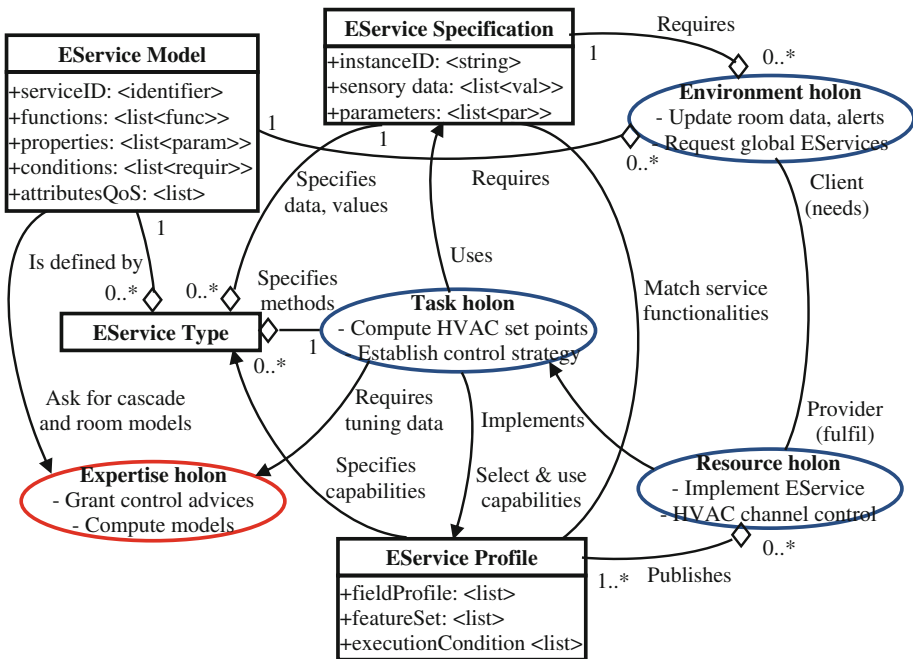 EService Model
+serviceID: <identifier>
+functions: <list<func>>
+properties: <list<param>>
+conditions: <list<requir>>
+attributesQoS: <list>
EService Specification
+instanceID: <string>
+sensory data: <list<val>>
+parameters: <list<par>>
Requires
1
0..*
Environment holon
- Update room data, alerts
- Request global EServices
1
1
0..*
Specifies
data, values
Requires
Client
(needs)
1
Is defined by
0..*
0..*
Specifies
methods
Uses
Match service
functionalities
EService Type
0..*
1
Task holon
- Compute HVAC set points
- Establish control strategy
Ask for cascade
and room models
Requires
tuning data
Implements
Provider
(fulfil)
Expertise holon
- Grant control advices
- Compute models
Specifies
capabilities
Select & use
capabilities
Resource holon
- Implement EService
- HVAC channel control
0..*
EService Profile
+fieldProfile: <list>
+featureSet: <list>
+executionCondition <list>
1..*
Publishes